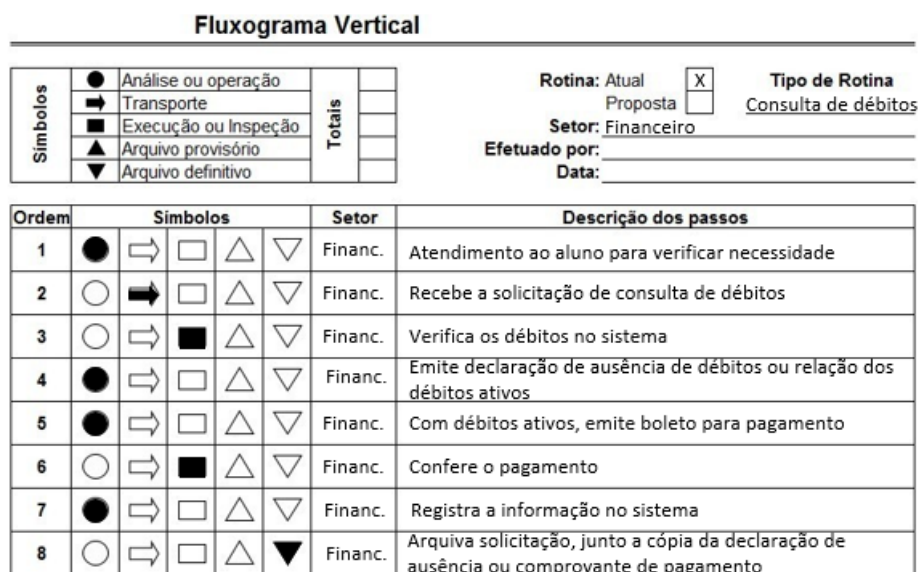 Fluxograma Vertical
Símbolos
Análise ou operação
Transporte
Execução ou Inspeção
Arquivo provisório
Arquivo definitivo
Totais
Rotina: Atual X
Proposta
Setor: Financeiro
Efetuado por:
Data:
Tipo de Rotina
Consulta de débitos
Ordem Símbolos Setor Descrição dos passos
1 Financ. Atendimento ao aluno para verificar necessidade
2 Financ. Recebe a solicitação de consulta de débitos
3 Financ. Verifica os débitos no sistema
4 Financ. Emite declaração de ausência de débitos ou relação dos
débitos ativos
5 Financ. Com débitos ativos, emite boleto para pagamento
6 Financ. Confere o pagamento
7 Financ. Registra a informação no sistema
8 Financ. Arquiva solicitação, junto a cópia da declaração de
ausência ou comprovante de pagamento